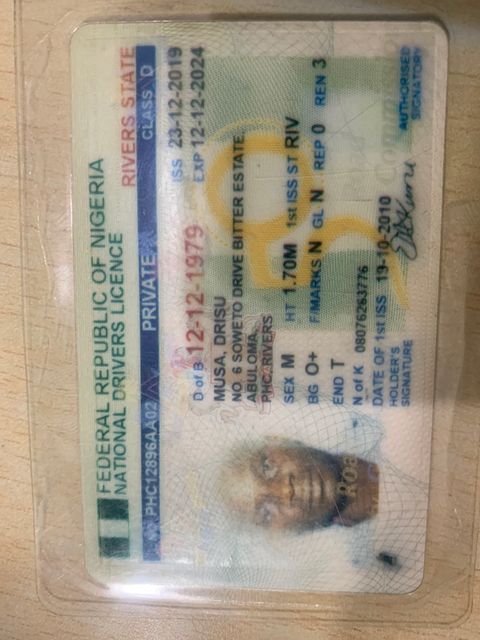 FEDERAL REPUBLIC OF NIGERIA
NATIONAL DRIVERS LICENCE
RIVERS STATE
NO PHC12896AA02 PRIVATE CLASS D
ISS 23-12-2019
D of B 12-12-1979 EXP 12-12-2024
MUSA, DRISU
NO 6 SOWETO DRIVE BITTER ESTATE,
ABULOMA,
PHC, RIVERS
SEX M HT 1.70M 1st ISS ST RIV
BG O+ F/MARKS N GL N REP 0 REN 3
END T
N of K 08076263776
DATE OF 1st ISS 19-10-2010
HOLDER'S
SIGNATURE
AUTHORISED
SIGNATORY
Road
Commission